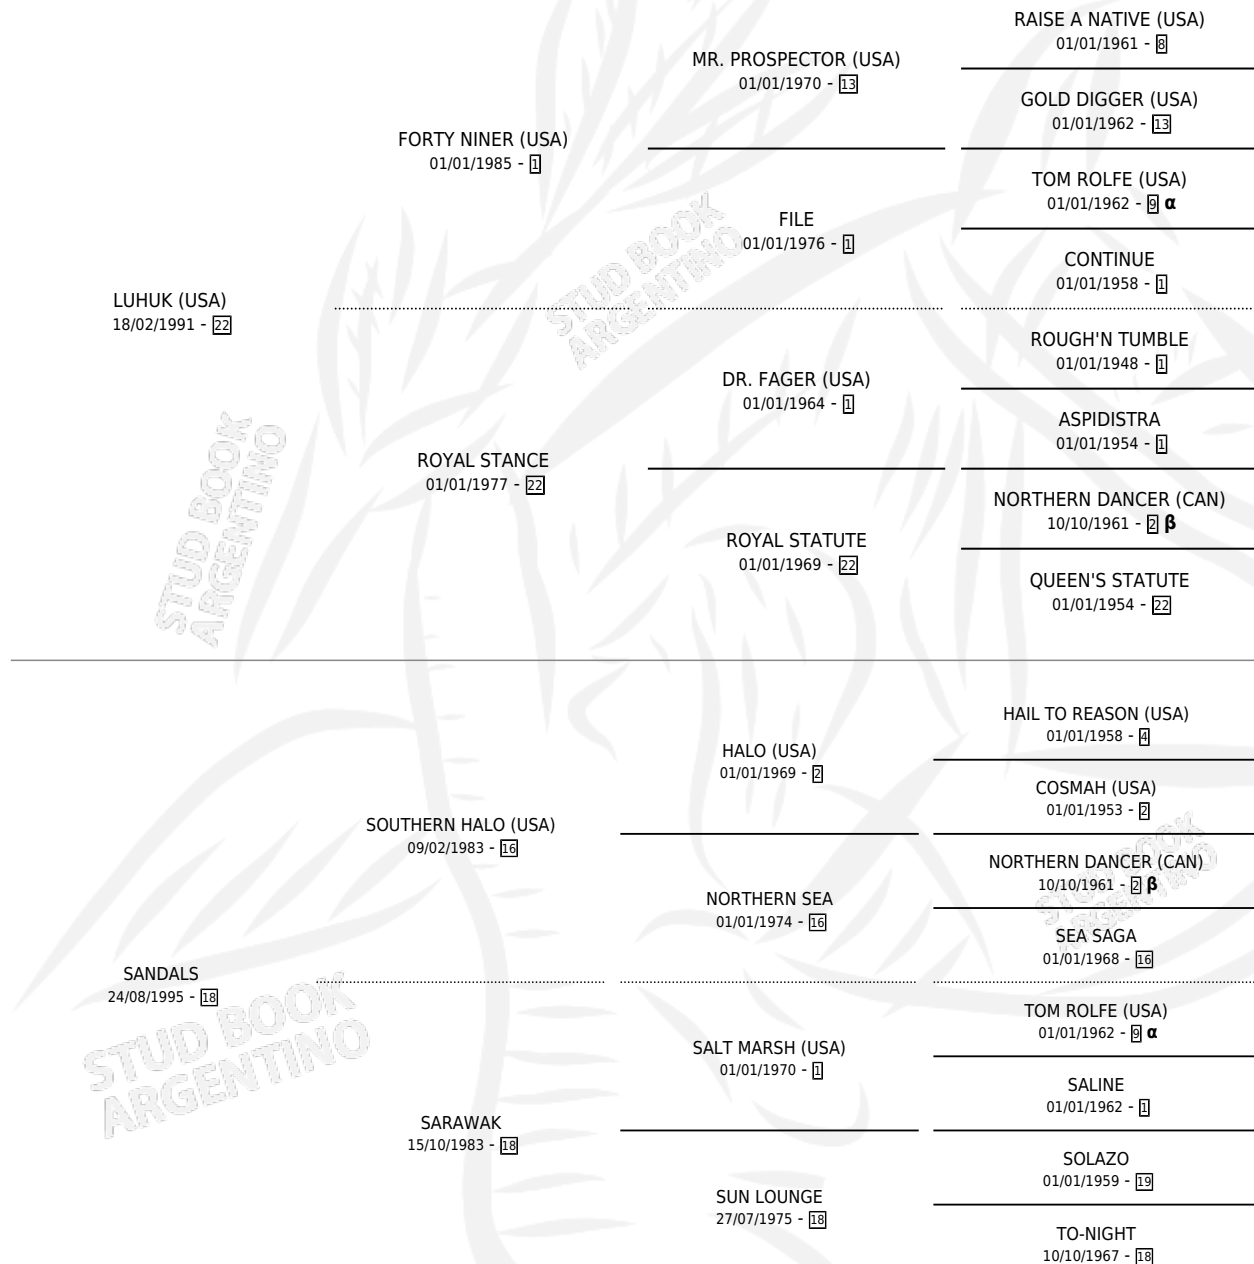 RAISE A NATIVE (USA)
01/01/1961 - 8
MR. PROSPECTOR (USA)
01/01/1970 - 13
GOLD DIGGER (USA)
01/01/1962 - 13
FORTY NINER (USA)
01/01/1985 - 1
TOM ROLFE (USA)
01/01/1962 - 9 α
FILE
01/01/1976 - 1
CONTINUE
01/01/1958 - 1
LUHUK (USA)
18/02/1991 - 22
ROUGH'N TUMBLE
01/01/1948 - 1
DR. FAGER (USA)
01/01/1964 - 1
ASPIDISTRA
01/01/1954 - 1
ROYAL STANCE
01/01/1977 - 22
NORTHERN DANCER (CAN)
10/10/1961 - 2 β
ROYAL STATUTE
01/01/1969 - 22
QUEEN'S STATUTE
01/01/1954 - 22
HAIL TO REASON (USA)
01/01/1958 - 4
HALO (USA)
01/01/1969 - 2
COSMAH (USA)
01/01/1953 - 2
SOUTHERN HALO (USA)
09/02/1983 - 16
NORTHERN DANCER (CAN)
10/10/1961 - 2 β
NORTHERN SEA
01/01/1974 - 16
SEA SAGA
01/01/1968 - 16
SANDALS
24/08/1995 - 18
TOM ROLFE (USA)
01/01/1962 - 9 α
SALT MARSH (USA)
01/01/1970 - 1
SALINE
01/01/1962 - 1
SARAWAK
15/10/1983 - 18
SOLAZO
01/01/1959 - 19
SUN LOUNGE
27/07/1975 - 18
TO-NIGHT
10/10/1967 - 18
STUD BOOK
ARGENTINO
STUD BOOK
ARGENTINO
STUD BOOK
ARGENTINO
STUD BOOK
ARGENTINO